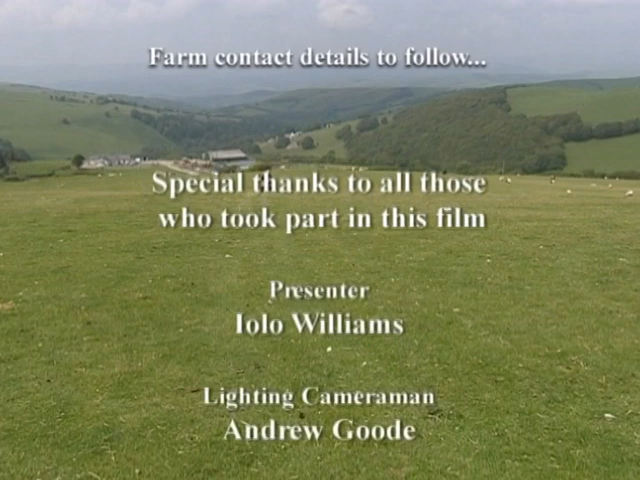 Farm contact details to follow...
Special thanks to all those
who took part in this film
Presenter
Iolo Williams
Lighting Cameraman
Andrew Goode